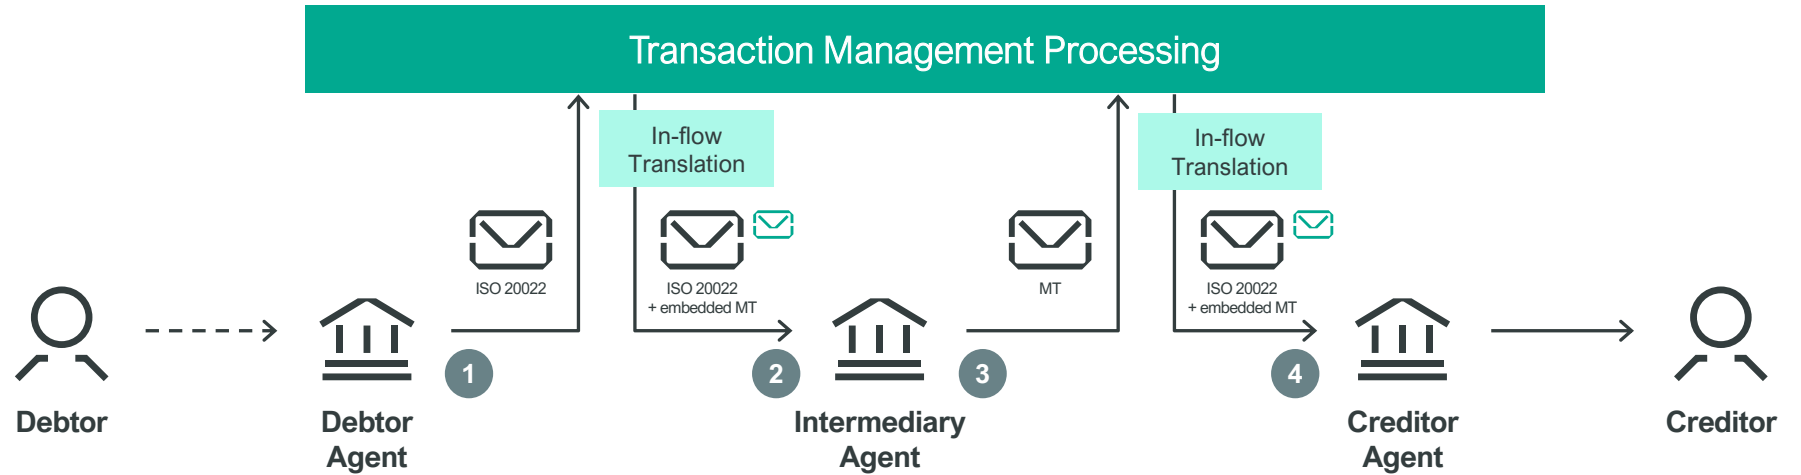 Transaction Management Processing
In-flow
Translation
In-flow
Translation
ISO 20022
ISO 20022
+ embedded MT
MT
ISO 20022
+ embedded MT
1
2
3
4
Debtor
Debtor
Agent
Intermediary
Agent
Creditor
Agent
Creditor